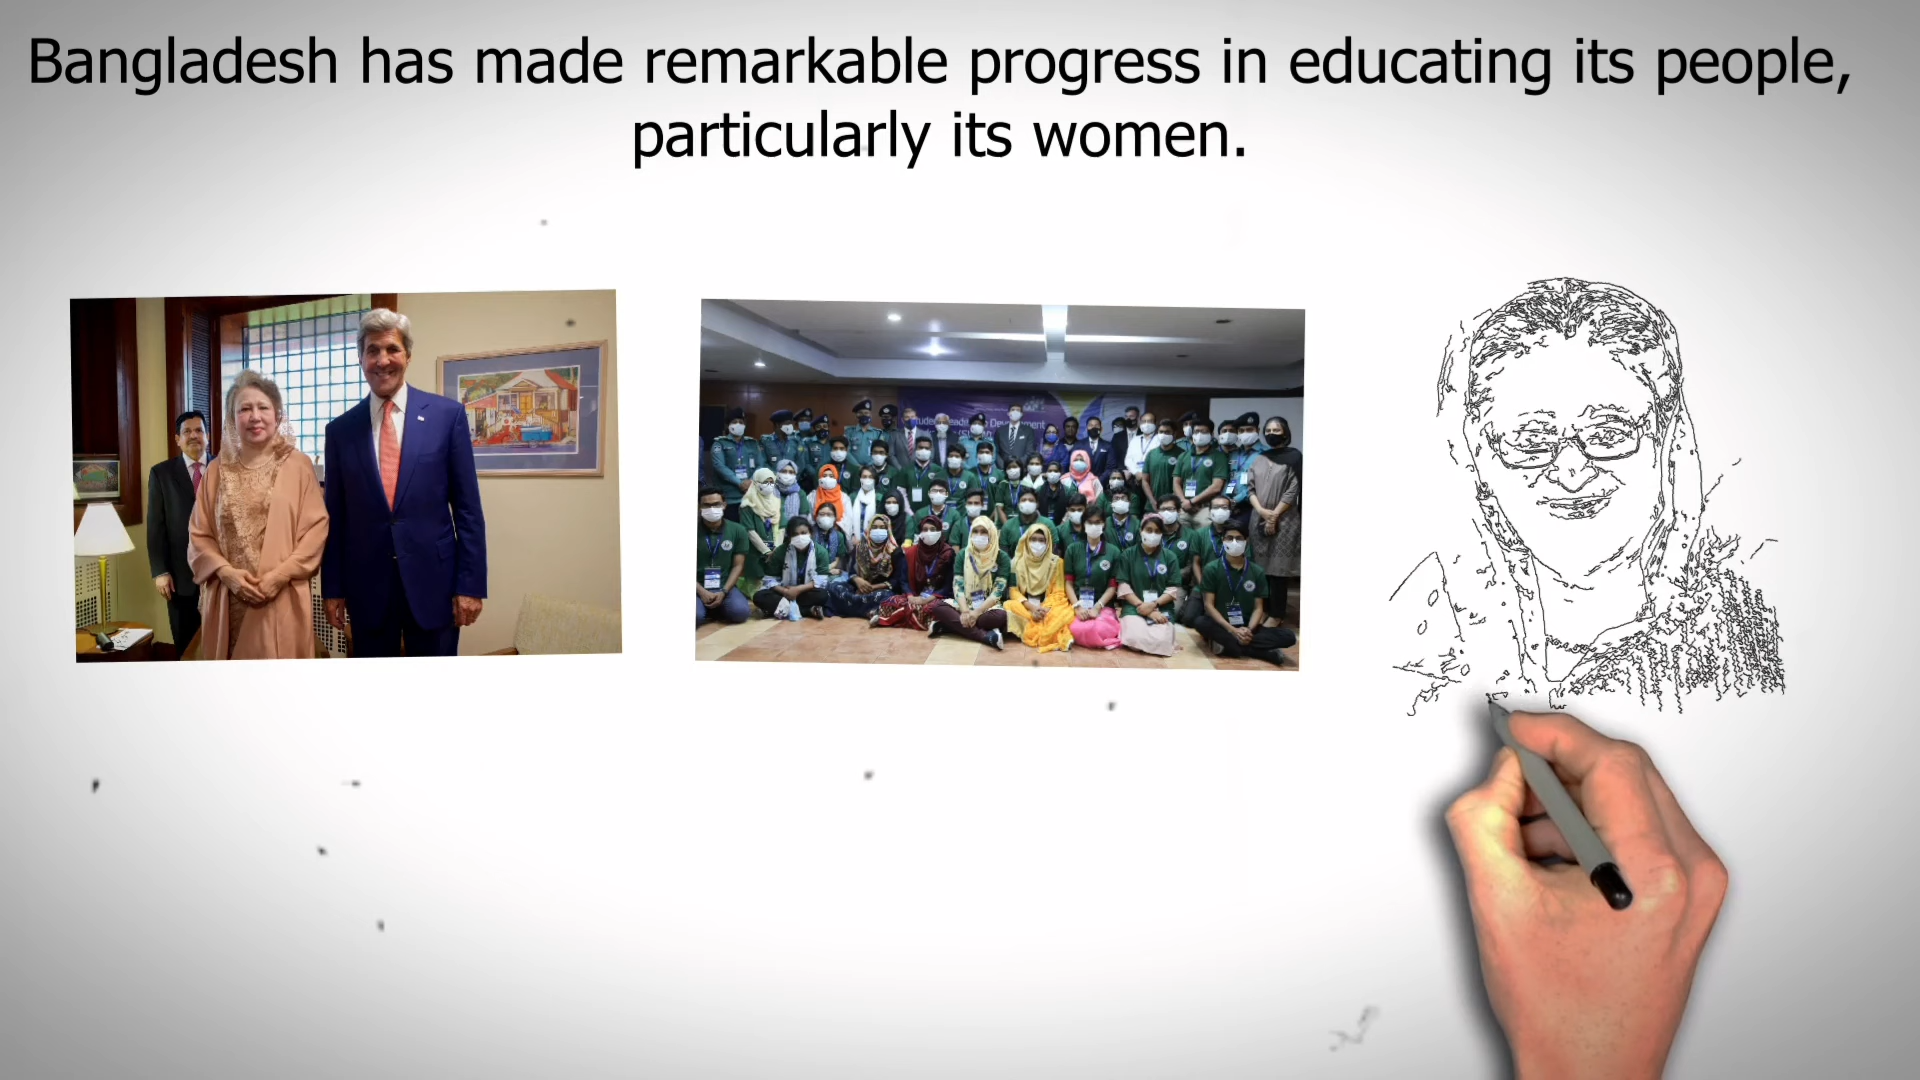 Bangladesh has made remarkable progress in educating its people,
particularly its women.